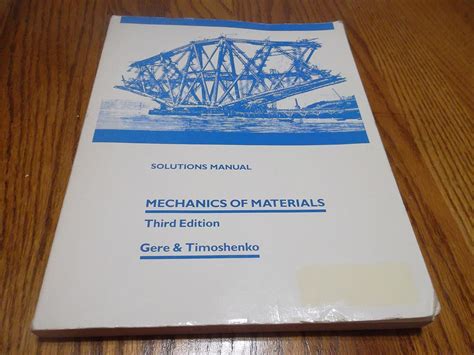 SOLUTIONS MANUAL
MECHANICS OF MATERIALS
Third Edition
Gere & Timoshenko